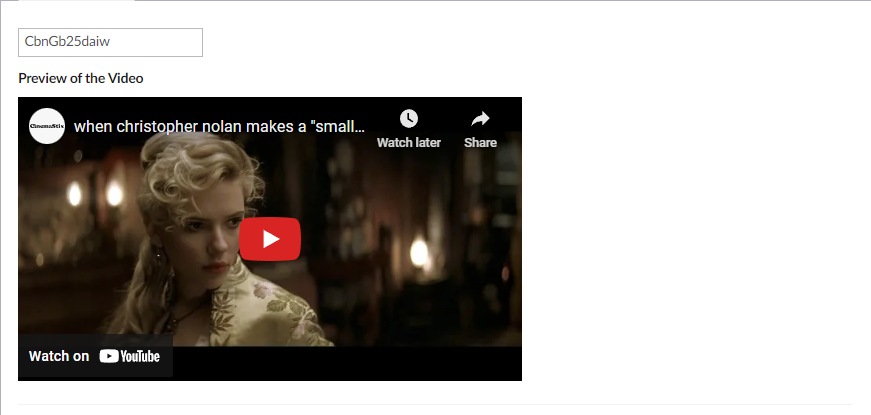 CbnGb25daiw
Preview of the Video
CinemaStix
when christopher nolan makes a "small...
Watch later
Share
Watch on YouTube